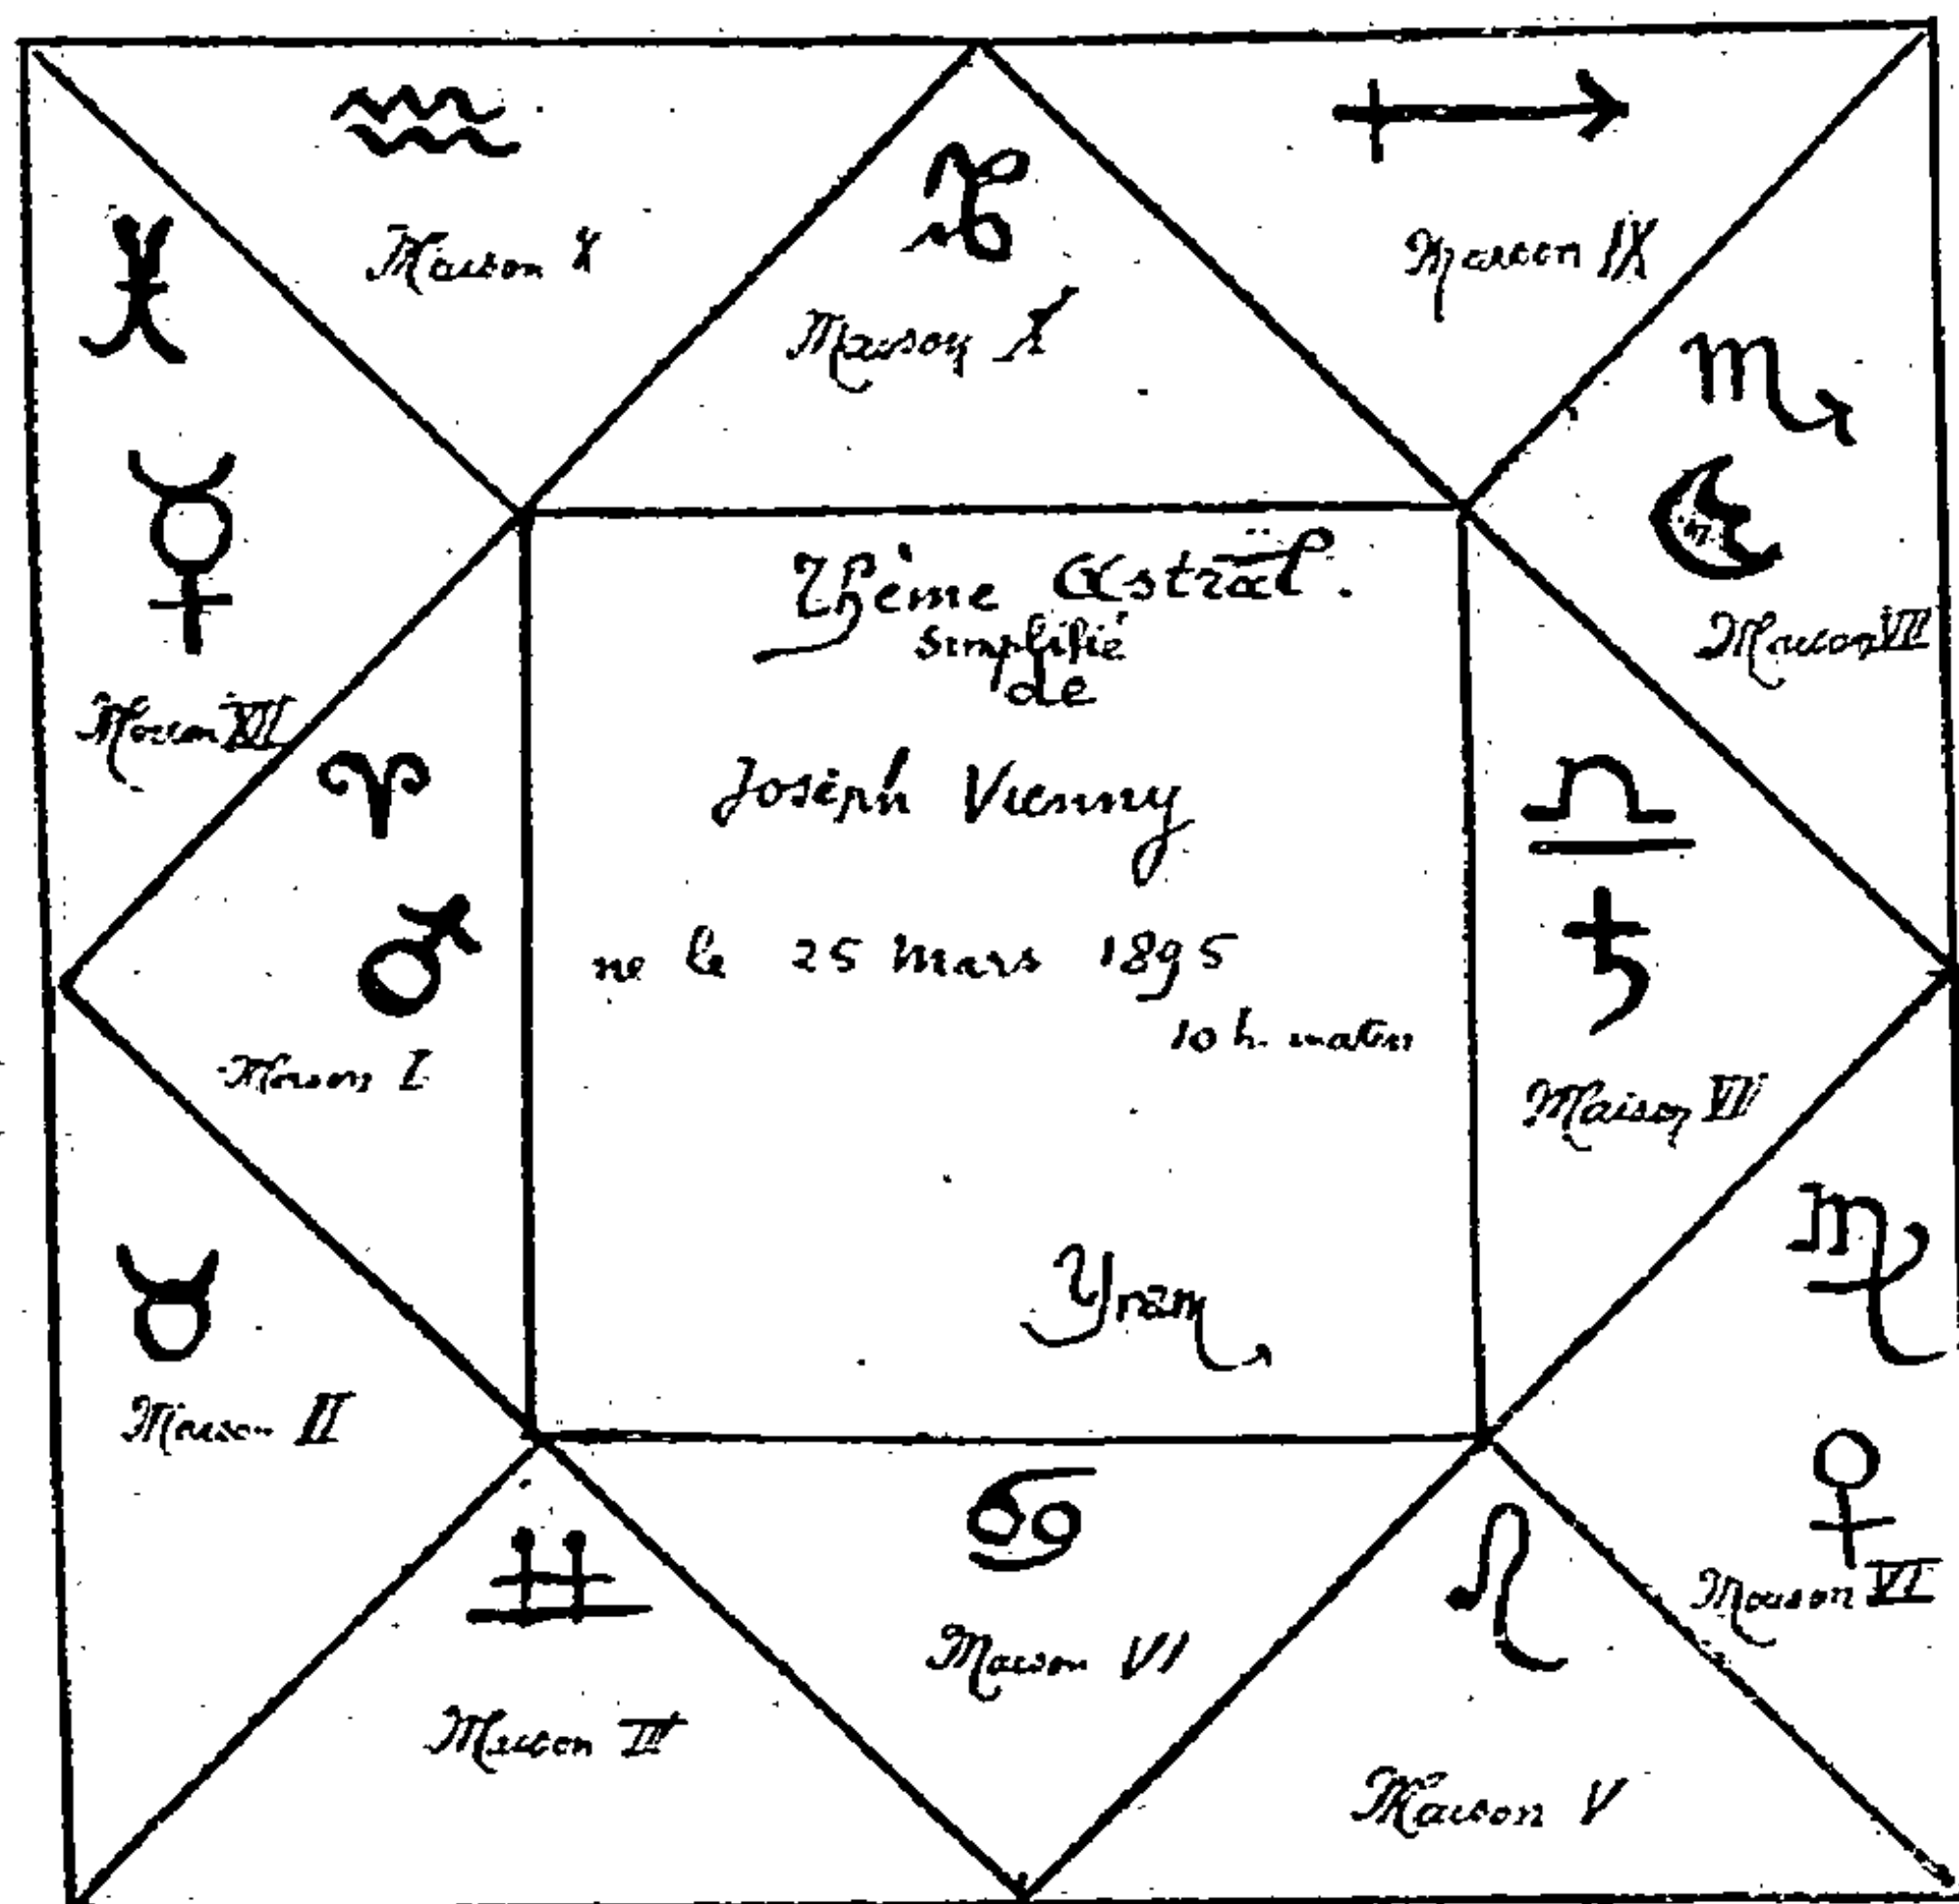 Maison X
Maison X
Maison IX
Maison VIII
Maison XII
Thème Astral.
simplifié
de
Joseph Vienny
ne le 25 Mars 1895
10 h. matin
Yram
Maison I
Maison VII
Maison II
Maison VI
Maison III
Maison VI
Maison V